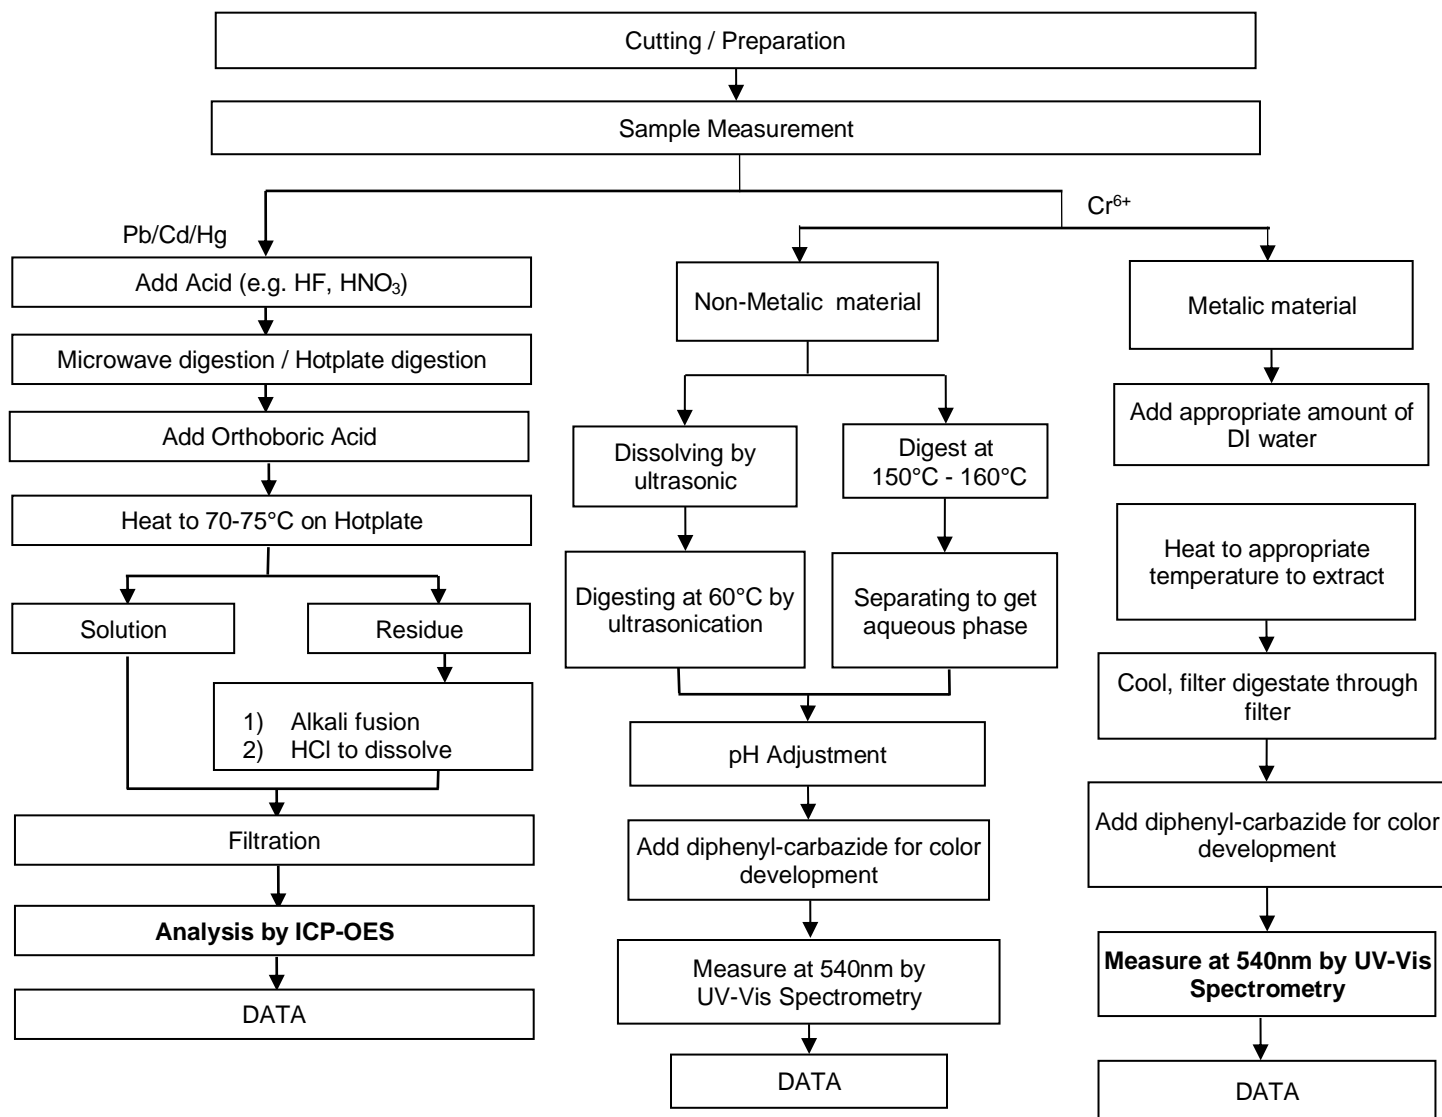 Cutting / Preparation
Sample Measurement
Pb/Cd/Hg
Add Acid (e.g. HF, HNO₃)
Microwave digestion / Hotplate digestion
Add Orthoboric Acid
Heat to 70-75°C on Hotplate
Solution
Residue
1) Alkali fusion
2) HCl to dissolve
Filtration
Analysis by ICP-OES
DATA
Cr⁶⁺
Non-Metalic material
Dissolving by
ultrasonic
Digest at
150°C - 160°C
Digesting at 60°C by
ultrasonication
Separating to get
aqueous phase
pH Adjustment
Add diphenyl-carbazide for color
development
Measure at 540nm by
UV-Vis Spectrometry
DATA
Metalic material
Add appropriate amount of
DI water
Heat to appropriate
temperature to extract
Cool, filter digestate through
filter
Add diphenyl-carbazide for color
development
Measure at 540nm by UV-Vis
Spectrometry
DATA